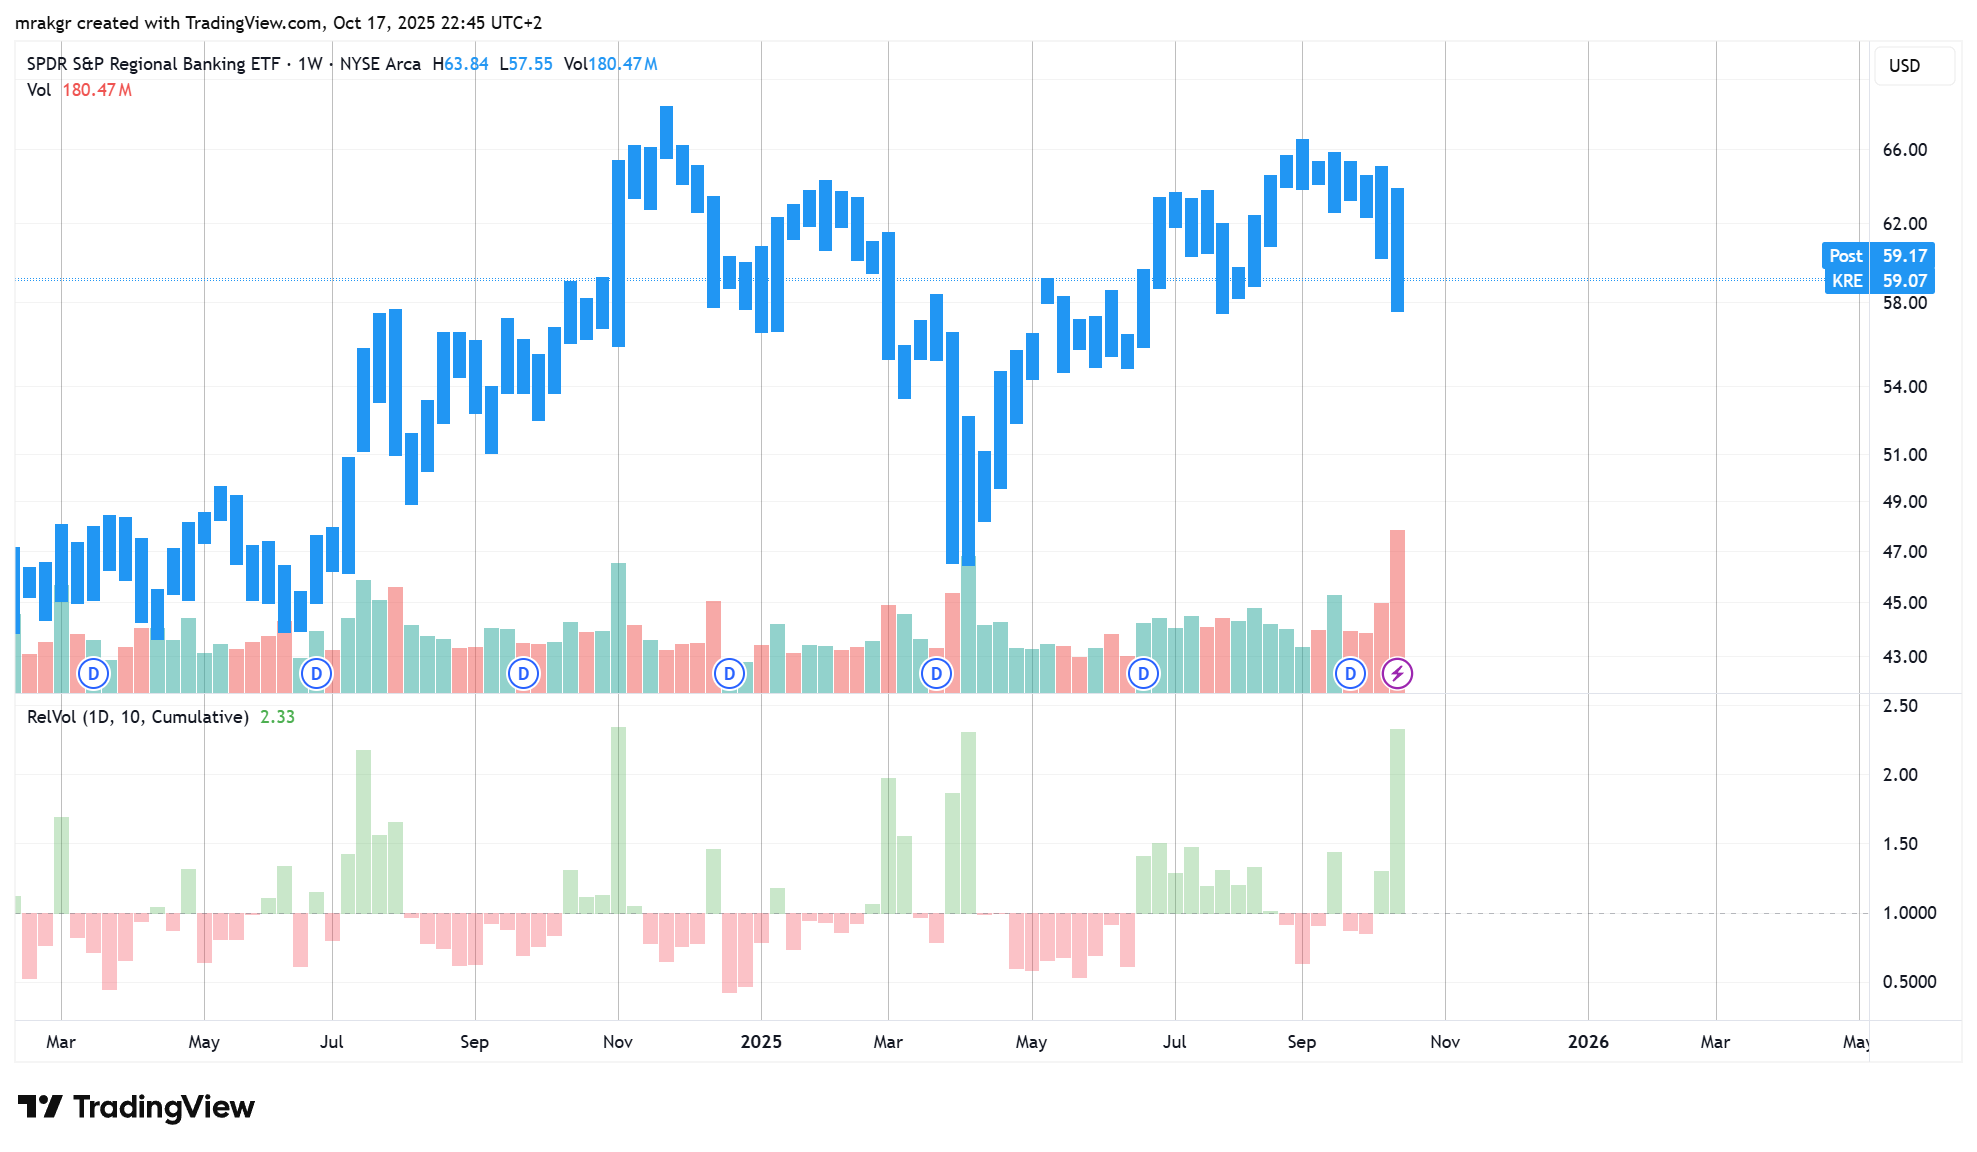 mrakgr created with TradingView.com, Oct 17, 2025 22:45 UTC+2
SPDR S&P Regional Banking ETF · 1W · NYSE Arca H63.84 L57.55 Vol180.47M
Vol 180.47M
USD
66.00
62.00
Post 59.17
KRE 59.07
58.00
54.00
51.00
49.00
47.00
45.00
43.00
D D D D D D D
RelVol (1D, 10, Cumulative) 2.33
2.50
2.00
1.50
1.0000
0.5000
Mar May Jul Sep Nov 2025 Mar May Jul Sep Nov 2026 Mar May
TradingView